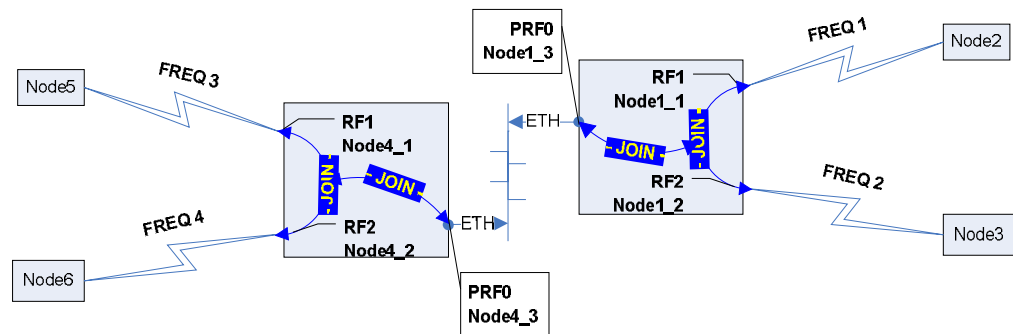 PRF0
Node1_3
FREQ 1
Node2
FREQ 3
Node5
RF1
Node1_1
RF1
Node4_1
ETH
JOIN
JOIN
JOIN
JOIN
RF2
Node1_2
FREQ 2
FREQ 4
RF2
Node4_2
ETH
Node3
Node6
PRF0
Node4_3